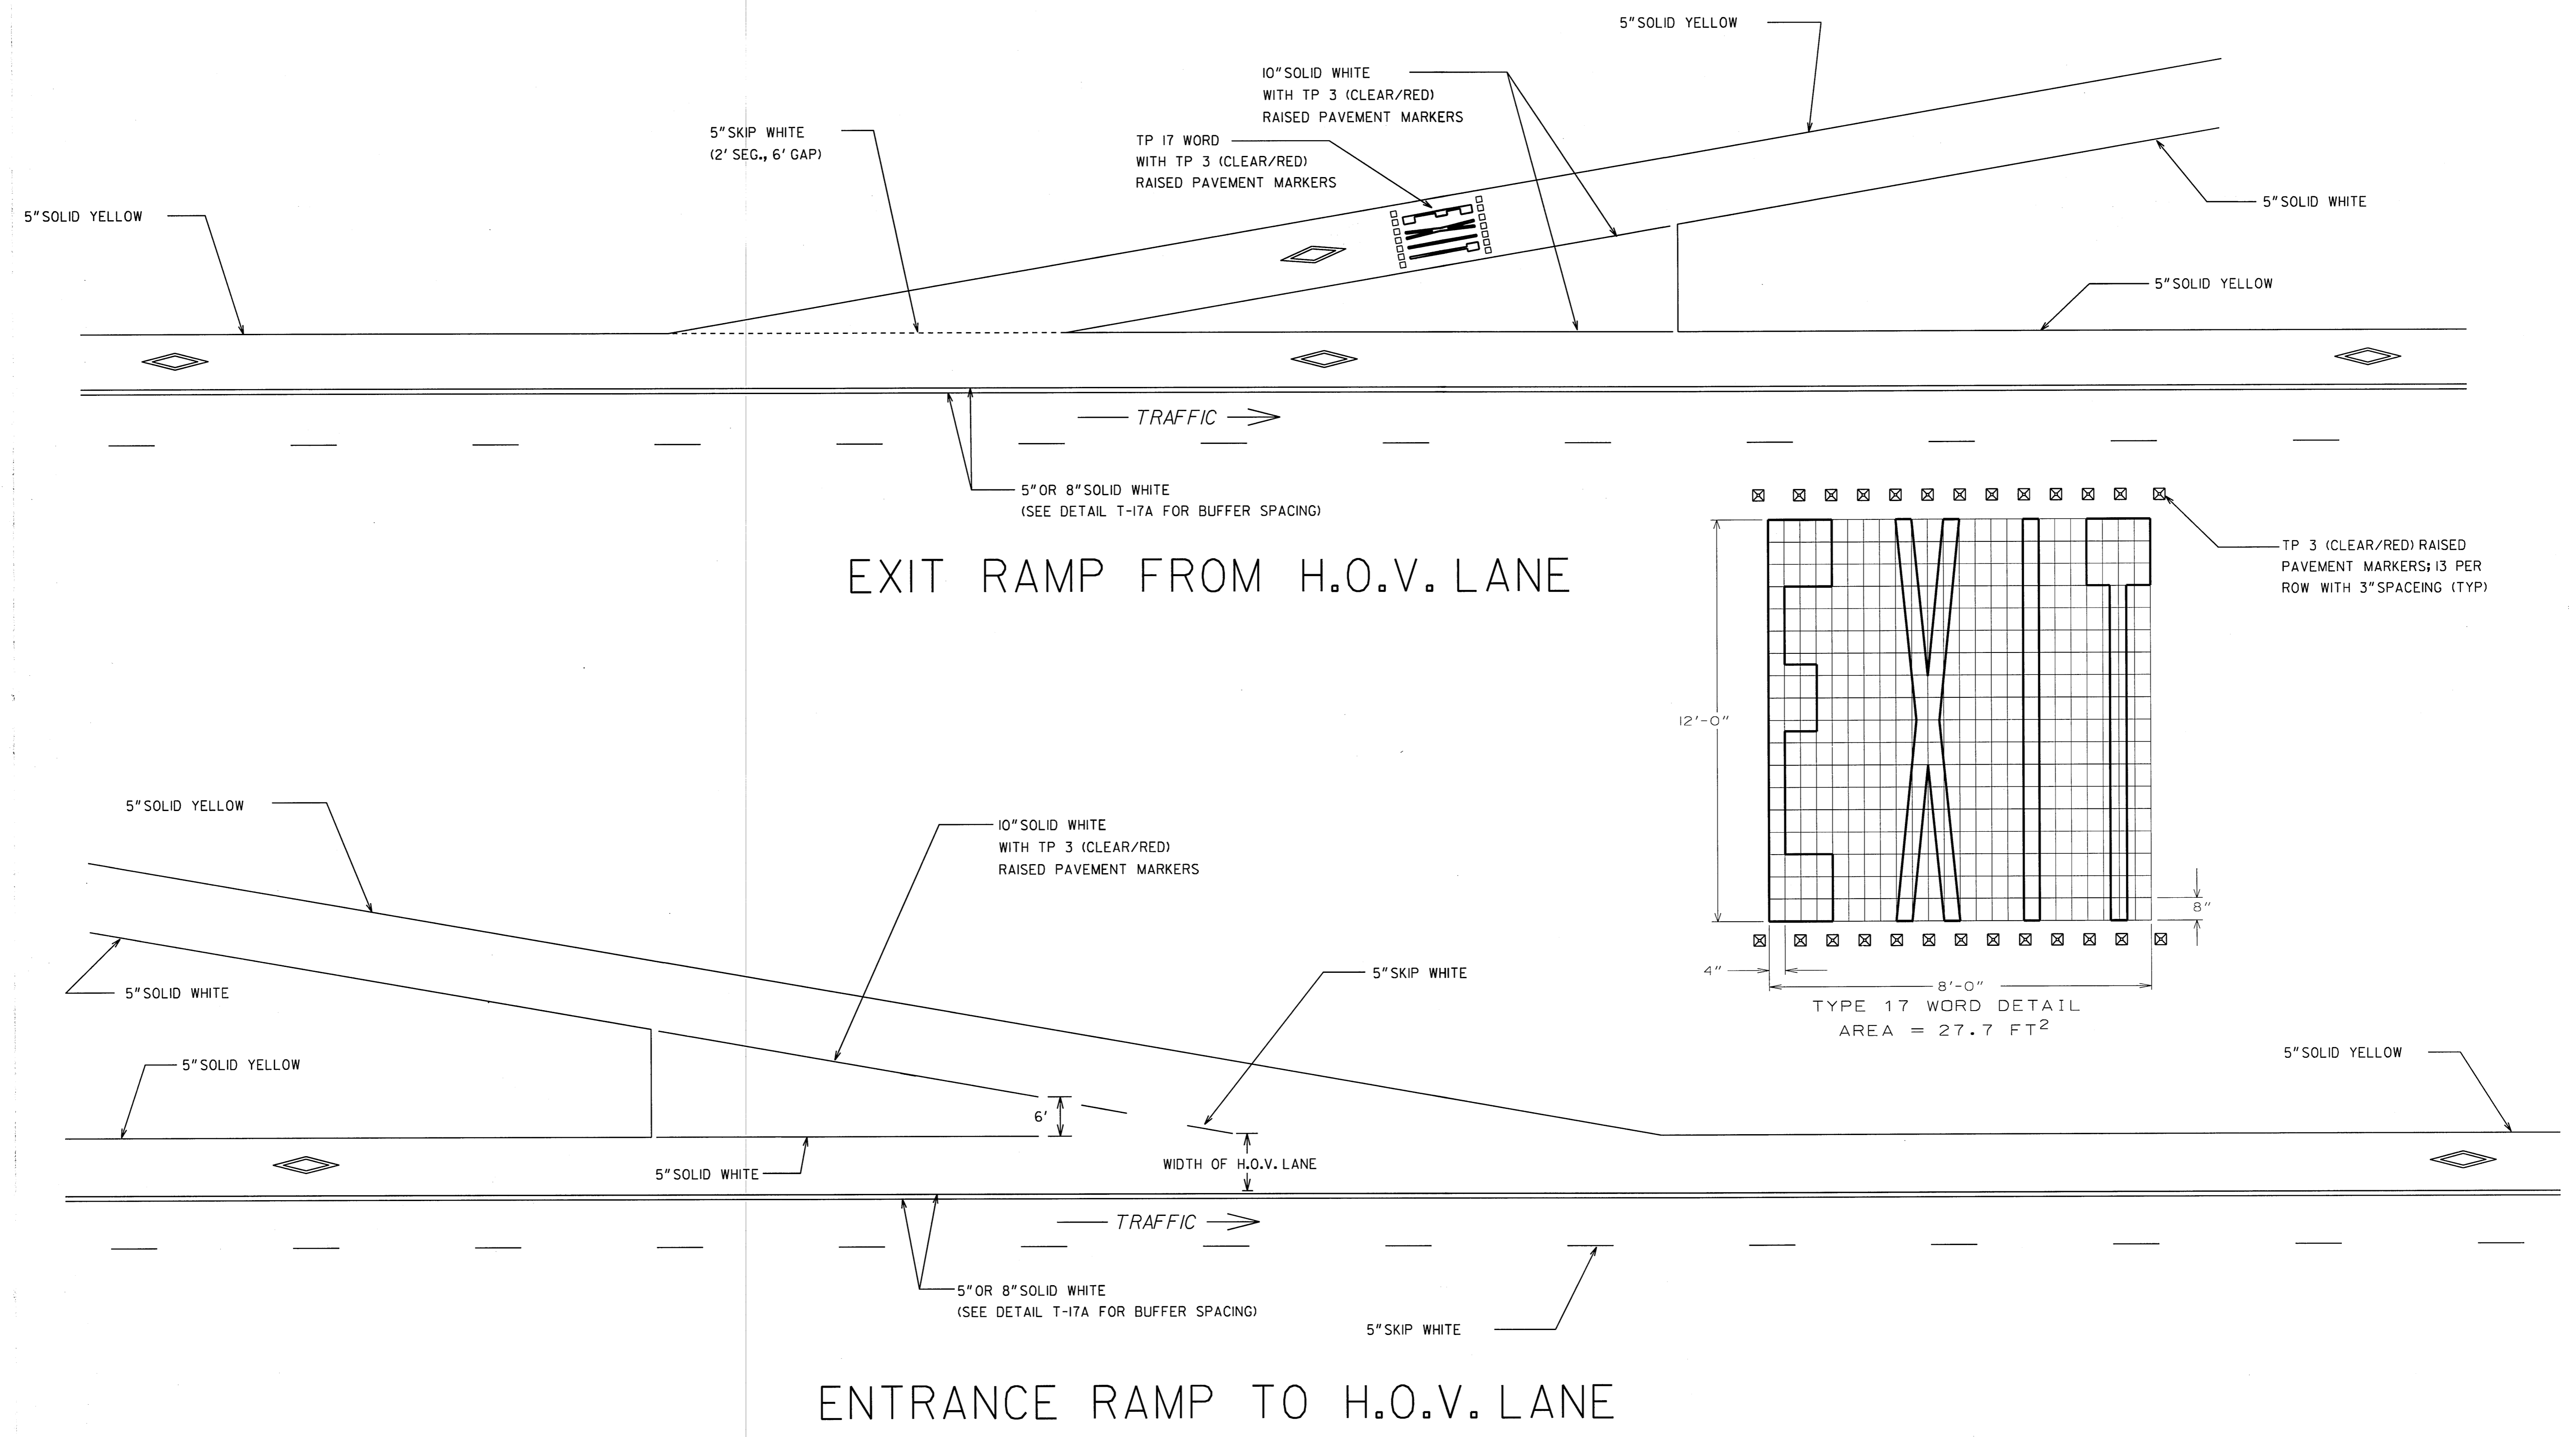 5" SOLID YELLOW
10" SOLID WHITE
WITH TP 3 (CLEAR/RED)
RAISED PAVEMENT MARKERS
5" SKIP WHITE
(2' SEG., 6' GAP)
TP 17 WORD
WITH TP 3 (CLEAR/RED)
RAISED PAVEMENT MARKERS
5" SOLID YELLOW
5" SOLID WHITE
5" SOLID YELLOW
TRAFFIC
5" OR 8" SOLID WHITE
(SEE DETAIL T-17A FOR BUFFER SPACING)
EXIT RAMP FROM H.O.V. LANE
TP 3 (CLEAR/RED) RAISED
PAVEMENT MARKERS; 13 PER
ROW WITH 3" SPACEING (TYP)
EXIT
12'-0"
8"
4"
8'-0"
TYPE 17 WORD DETAIL
AREA = 27.7 FT²
5" SOLID YELLOW
10" SOLID WHITE
WITH TP 3 (CLEAR/RED)
RAISED PAVEMENT MARKERS
5" SKIP WHITE
5" SOLID WHITE
5" SOLID YELLOW
5" SOLID YELLOW
6'
5" SOLID WHITE
WIDTH OF H.O.V. LANE
TRAFFIC
5" OR 8" SOLID WHITE
(SEE DETAIL T-17A FOR BUFFER SPACING)
5" SKIP WHITE
ENTRANCE RAMP TO H.O.V. LANE